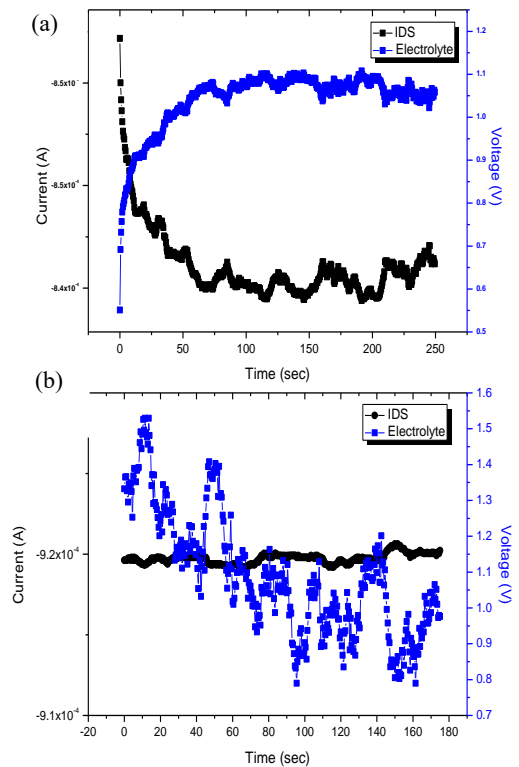 (a)
IDS
Electrolyte
Current (A)
-8.5x10⁻
-8.5x10⁻⁴
-8.4x10⁻⁴
Voltage (V)
1.2
1.1
1.0
0.9
0.8
0.7
0.6
0.5
0 50 100 150 200 250
Time (sec)
(b)
IDS
Electrolyte
Current (A)
-9.2x10⁻⁴
-9.1x10⁻⁴
Voltage (V)
1.6
1.5
1.4
1.3
1.2
1.1
1.0
0.9
0.8
0.7
-20 0 20 40 60 80 100 120 140 160 180
Time (sec)